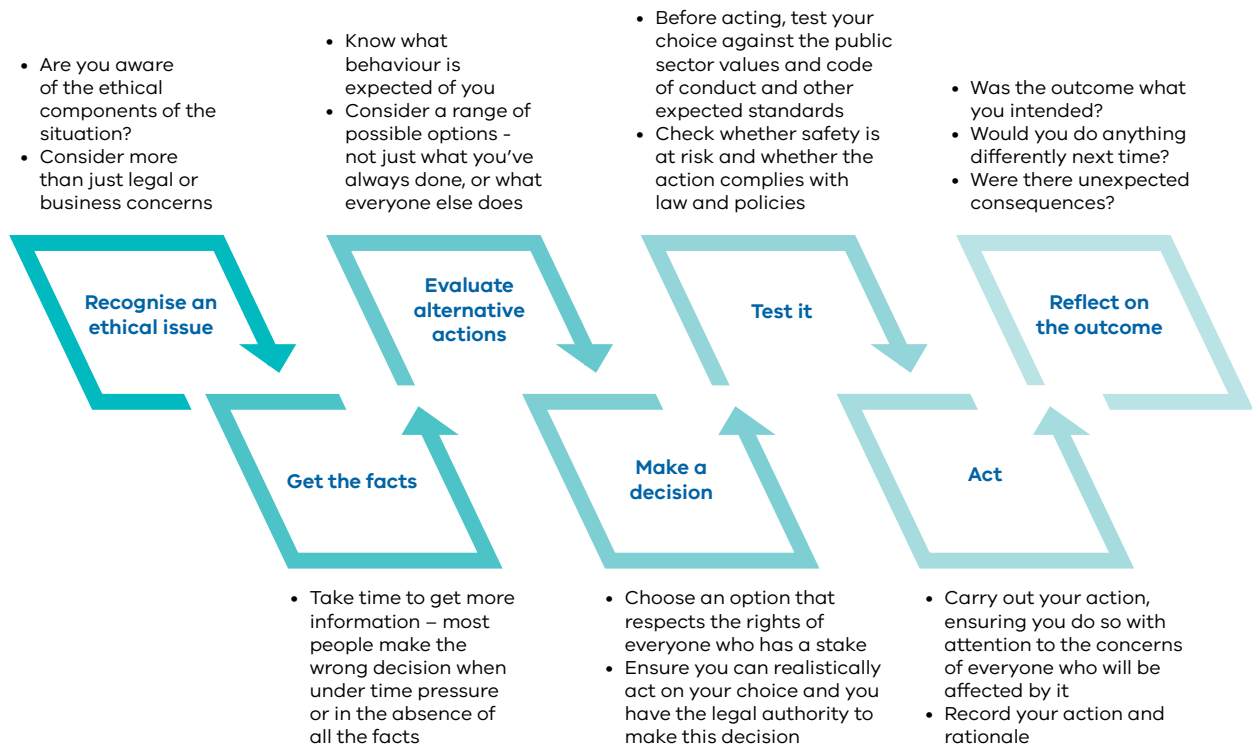 Recognise an
ethical issue
• Are you aware
of the ethical
components of the
situation?
• Consider more
than just legal or
business concerns
Get the facts
• Take time to get more
information – most
people make the
wrong decision when
under time pressure
or in the absence of
all the facts
Evaluate
alternative
actions
• Know what
behaviour is
expected of you
• Consider a range of
possible options -
not just what you’ve
always done, or what
everyone else does
Make a
decision
• Choose an option that
respects the rights of
everyone who has a stake
• Ensure you can realistically
act on your choice and you
have the legal authority to
make this decision
Test it
• Before acting, test your
choice against the public
sector values and code
of conduct and other
expected standards
• Check whether safety is
at risk and whether the
action complies with
law and policies
Act
• Carry out your action,
ensuring you do so with
attention to the concerns
of everyone who will be
affected by it
• Record your action and
rationale
Reflect on
the outcome
• Was the outcome what
you intended?
• Would you do anything
differently next time?
• Were there unexpected
consequences?